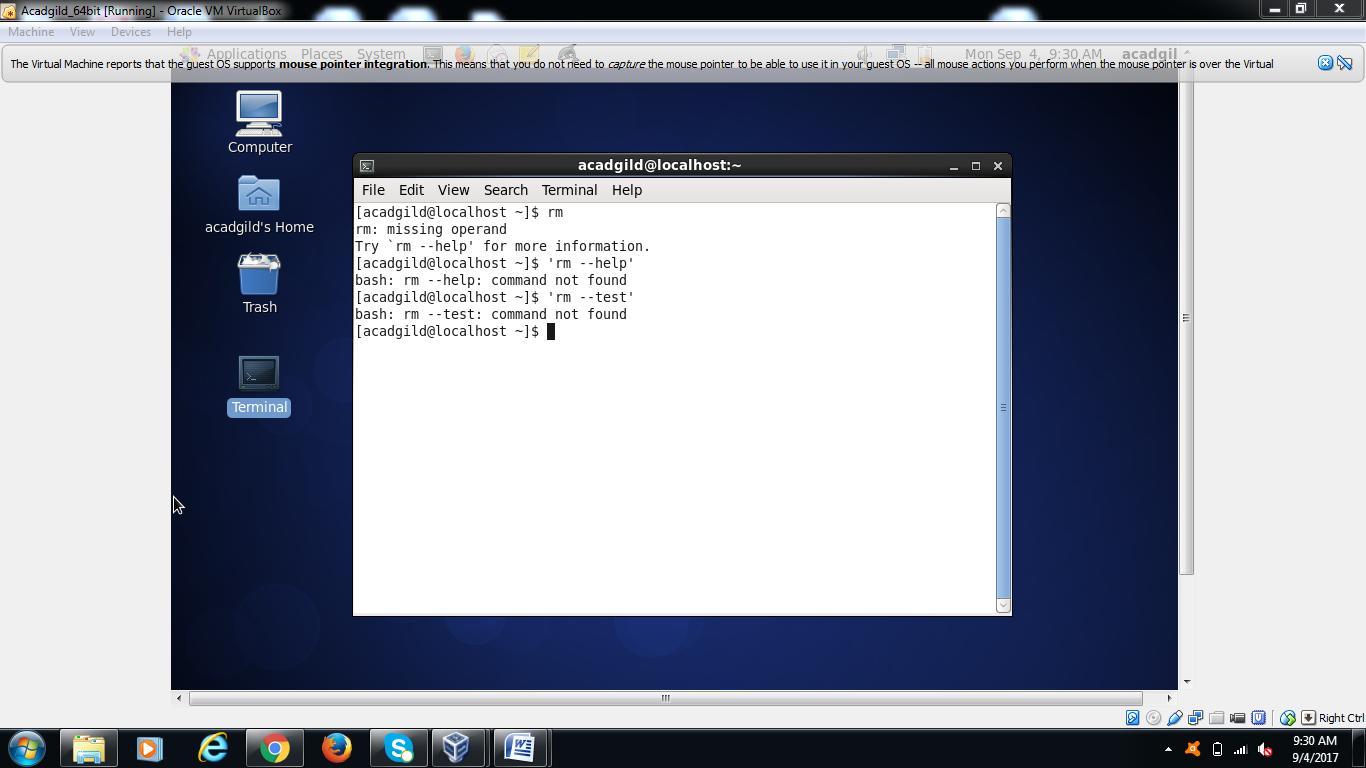 Acadgild_64bit [Running] - Oracle VM VirtualBox
Machine View Devices Help
Applications Places System
Mon Sep 4, 9:30 AM acadgil
The Virtual Machine reports that the guest OS supports mouse pointer integration. This means that you do not need to capture the mouse pointer to be able to use it in your guest OS -- all mouse actions you perform when the mouse pointer is over the Virtual
Computer
acadgild's Home
Trash
Terminal
acadgild@localhost:~
File Edit View Search Terminal Help
[acadgild@localhost ~]$ rm
rm: missing operand
Try `rm --help' for more information.
[acadgild@localhost ~]$ 'rm --help'
bash: rm --help: command not found
[acadgild@localhost ~]$ 'rm --test'
bash: rm --test: command not found
[acadgild@localhost ~]$
Right Ctrl
9:30 AM
9/4/2017